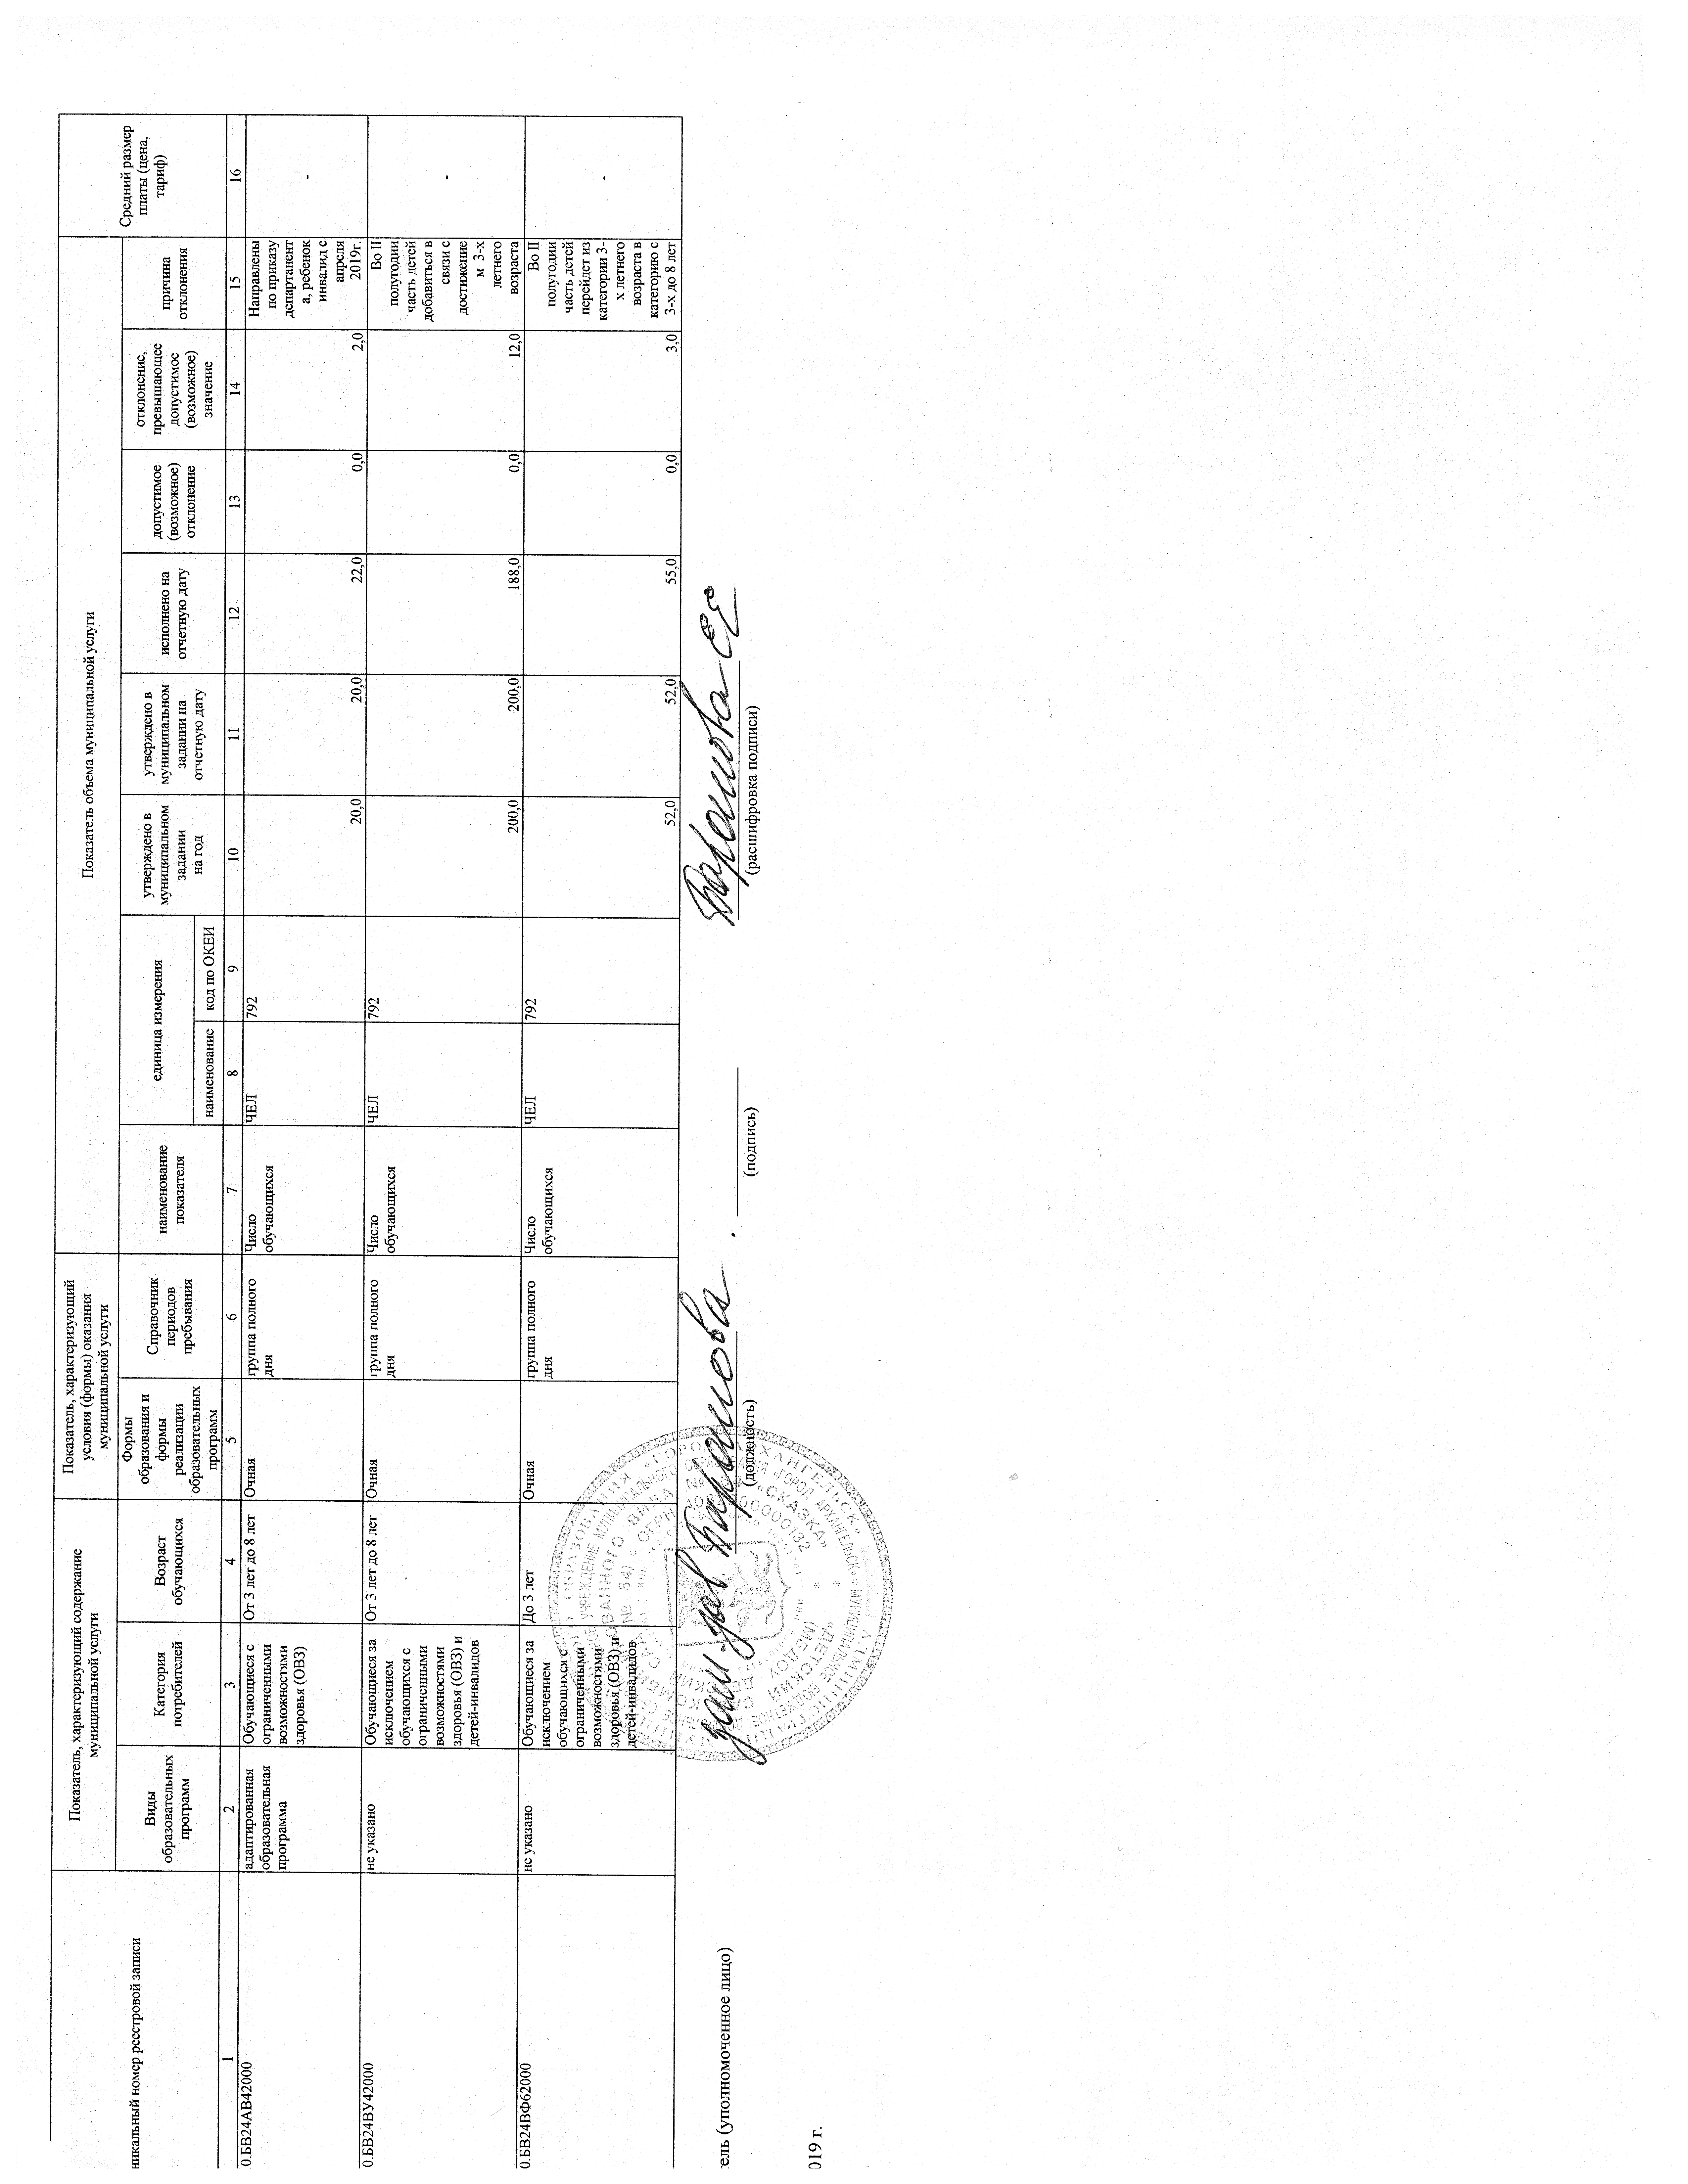 Показатель, характеризующий содержание
муниципальной услуги
Показатель, характеризующий
условия (формы) оказания
муниципальной услуги
Показатель объема муниципальной услуги
Средний размер
платы (цена,
тариф)
никальный номер реестровой записи
Виды
образовательных
программ
Категория
потребителей
Возраст
обучающихся
Формы
образования и
формы
реализации
образовательных
программ
Справочник
периодов
пребывания
наименование
показателя
единица измерения
наименование
код по ОКЕИ
утверждено в
муниципальном
задании
на год
утверждено в
муниципальном
задании на
отчетную дату
исполнено на
отчетную дату
допустимое
(возможное)
отклонение
отклонение,
превышающее
допустимое
(возможное)
значение
причина
отклонения
1 2 3 4 5 6 7 8 9 10 11 12 13 14 15 16
0.БВ24АВ42000
адаптированная
образовательная
программа
Обучающиеся с
ограниченными
возможностями
здоровья (ОВЗ)
От 3 лет до 8 лет
Очная
группа полного
дня
Число
обучающихся
ЧЕЛ
792
20,0
20,0
22,0
0,0
2,0
Направлены
по приказу
департанент
а, ребенок
инвалид с
апреля
2019г.
-
0.БВ24ВУ42000
не указано
Обучающиеся за
исключением
обучающихся с
ограниченными
возможностями
здоровья (ОВЗ) и
детей-инвалидов
От 3 лет до 8 лет
Очная
группа полного
дня
Число
обучающихся
ЧЕЛ
792
200,0
200,0
188,0
0,0
12,0
Во II
полугодии
часть детей
добавиться в
связи с
достижение
м 3-х
летнего
возраста
-
0.БВ24ВФ62000
не указано
Обучающиеся за
исключением
обучающихся с
ограниченными
возможностями
здоровья (ОВЗ) и
детей-инвалидов
До 3 лет
Очная
группа полного
дня
Число
обучающихся
ЧЕЛ
792
52,0
52,0
55,0
0,0
3,0
Во II
полугодии
часть детей
перейдет из
категории 3-
х летнего
возраста в
категорию с
3-х до 8 лет
-
тель (уполномоченное лицо)
(должность)
(подпись)
(расшифровка подписи)
019 г.